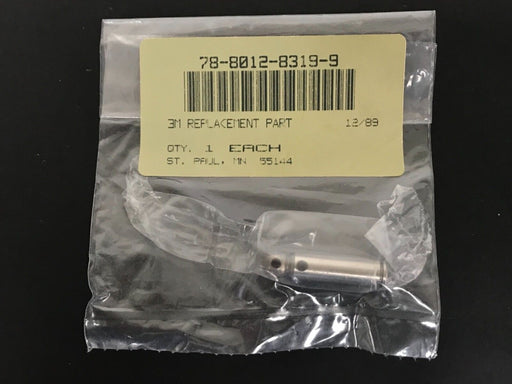 78-8012-8319-9
3M REPLACEMENT PART 12/89
QTY. 1 EACH
ST. PAUL, MN 55144